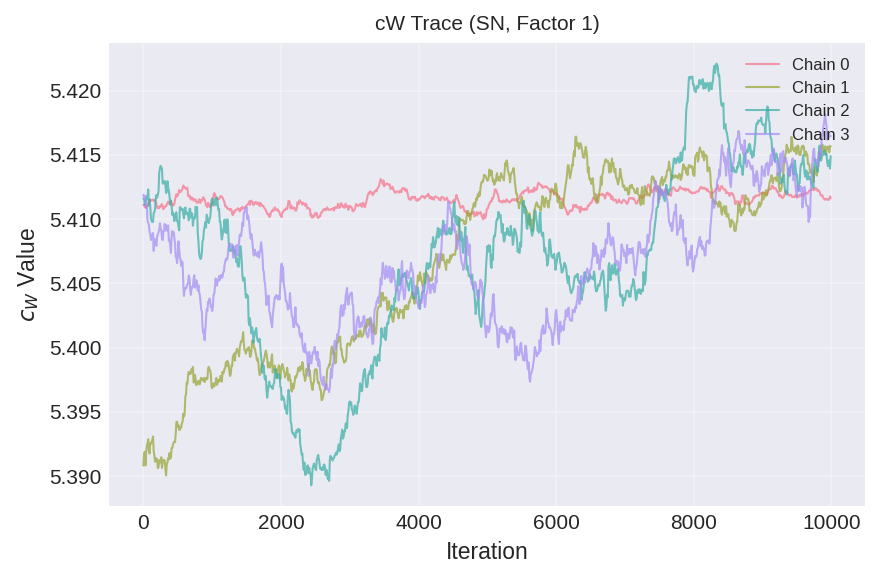 cW Trace (SN, Factor 1)
Chain 0
Chain 1
Chain 2
Chain 3
5.420
5.415
5.410
5.405
5.400
5.395
5.390
c_W Value
0 2000 4000 6000 8000 10000
Iteration